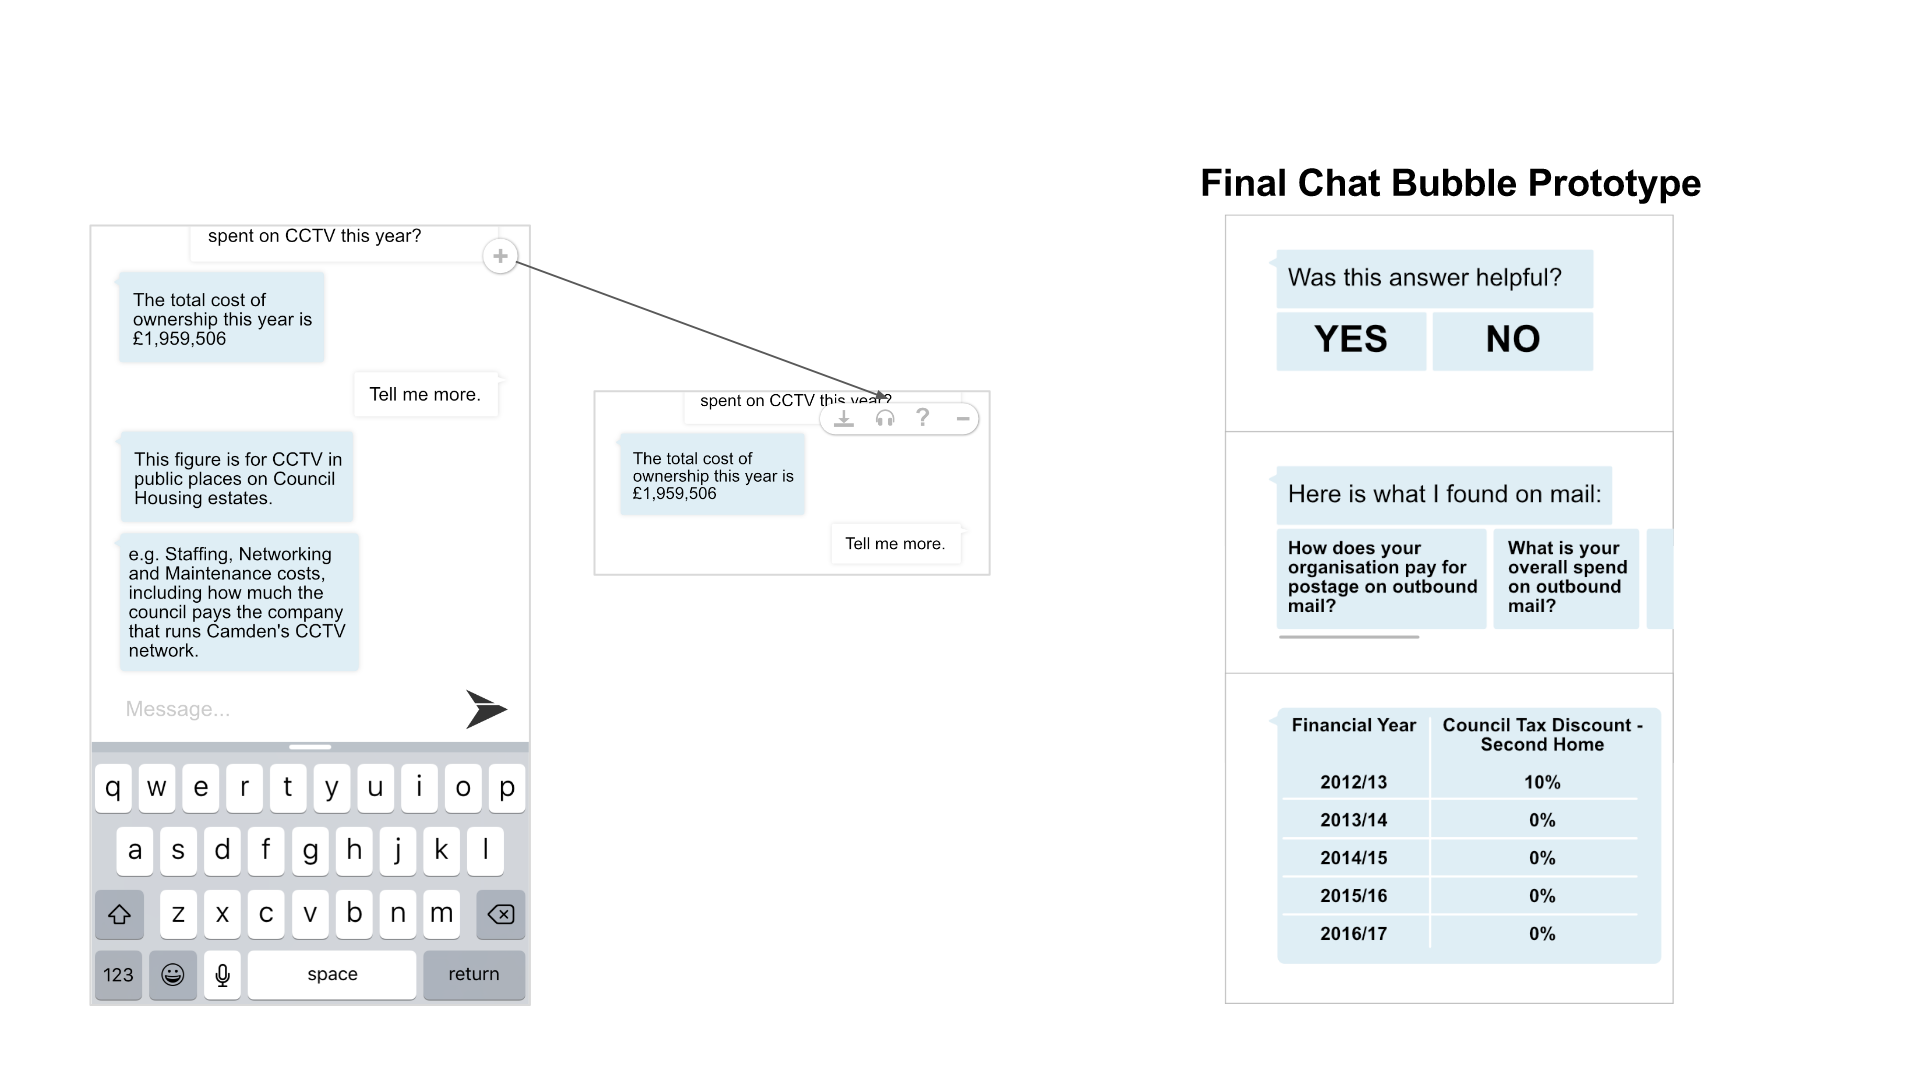 Final Chat Bubble Prototype
spent on CCTV this year?
The total cost of
ownership this year is
£1,959,506
Tell me more.
This figure is for CCTV in
public places on Council
Housing estates.
e.g. Staffing, Networking
and Maintenance costs,
including how much the
council pays the company
that runs Camden's CCTV
network.
Message...
q w e r t y u i o p
a s d f g h j k l
z x c v b n m
123 space return
spent on CCTV this year?
?
The total cost of
ownership this year is
£1,959,506
Tell me more.
Was this answer helpful?
YES NO
Here is what I found on mail:
How does your
organisation pay for
postage on outbound
mail?
What is your
overall spend
on outbound
mail?
Financial Year Council Tax Discount -
Second Home
2012/13 10%
2013/14 0%
2014/15 0%
2015/16 0%
2016/17 0%